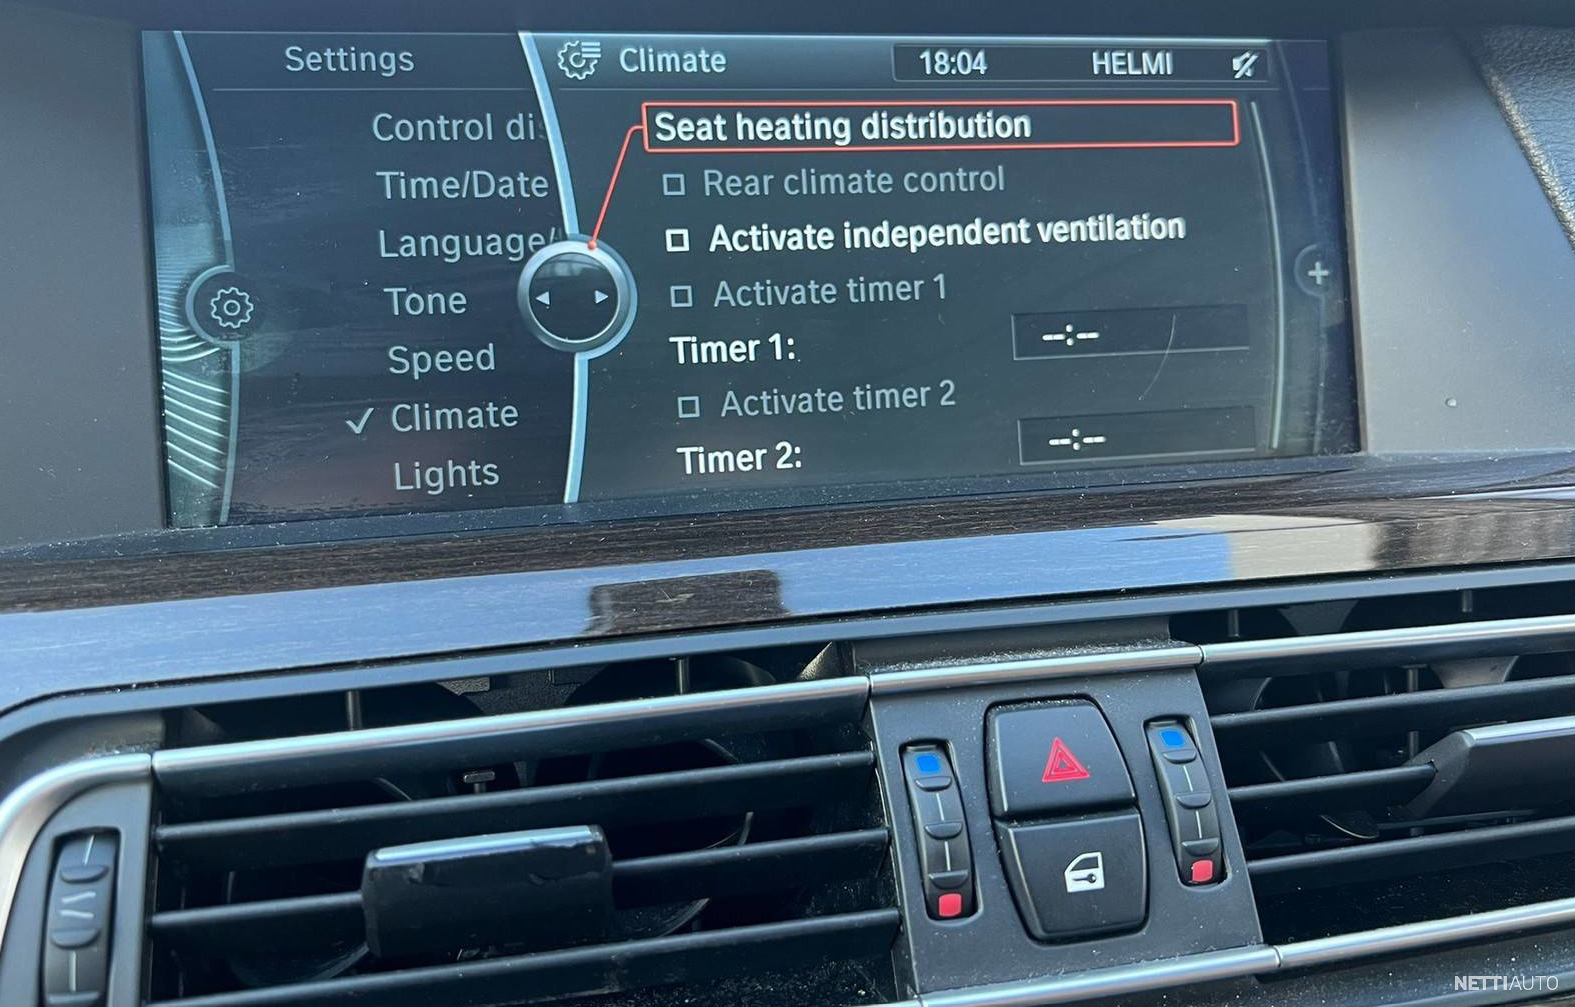 Settings
Climate
18:04
HELMI
Control di
Time/Date
Language/
Tone
Speed
Climate
Lights
Seat heating distribution
Rear climate control
Activate independent ventilation
Activate timer 1
Timer 1: --:--
Activate timer 2
Timer 2: --:--
NETTIAUTO